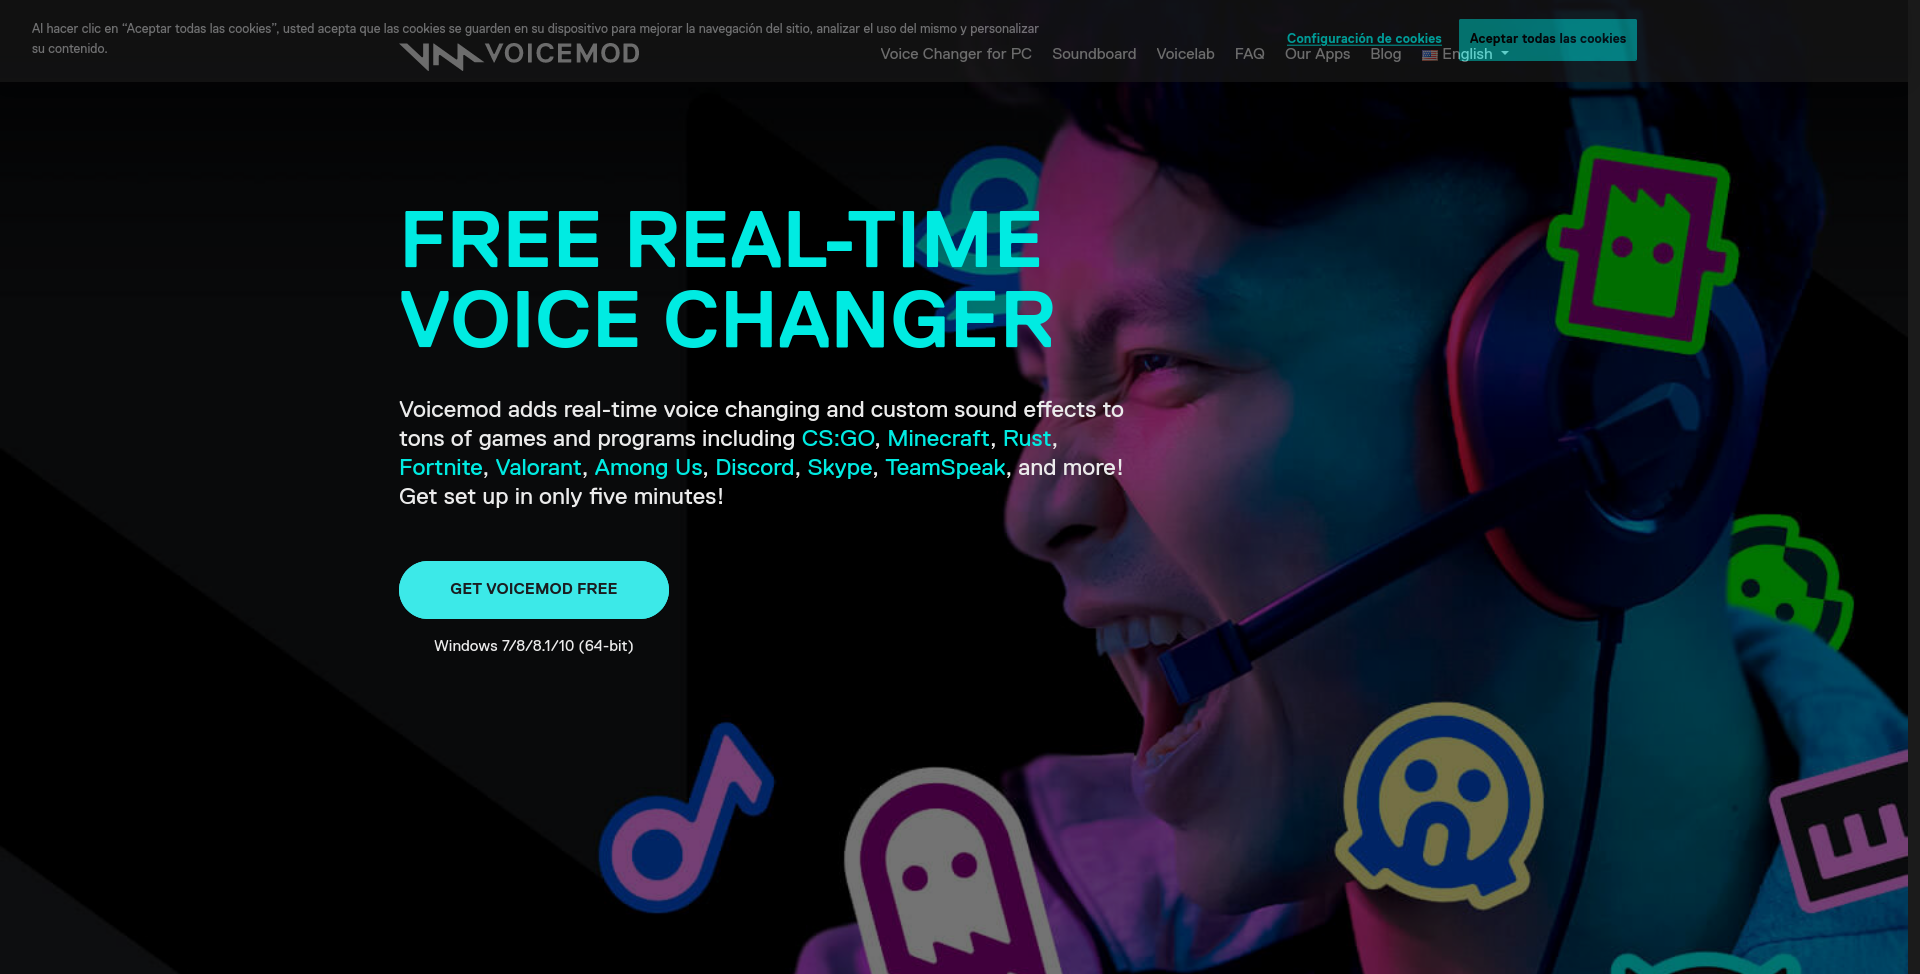 Al hacer clic en “Aceptar todas las cookies”, usted acepta que las cookies se guarden en su dispositivo para mejorar la navegación del sitio, analizar el uso del mismo y personalizar
su contenido.
Configuración de cookies
Aceptar todas las cookies
VOICEMOD
Voice Changer for PC Soundboard Voicelab FAQ Our Apps Blog English
FREE REAL-TIME
VOICE CHANGER
Voicemod adds real-time voice changing and custom sound effects to
tons of games and programs including CS:GO, Minecraft, Rust,
Fortnite, Valorant, Among Us, Discord, Skype, TeamSpeak, and more!
Get set up in only five minutes!
GET VOICEMOD FREE
Windows 7/8/8.1/10 (64-bit)